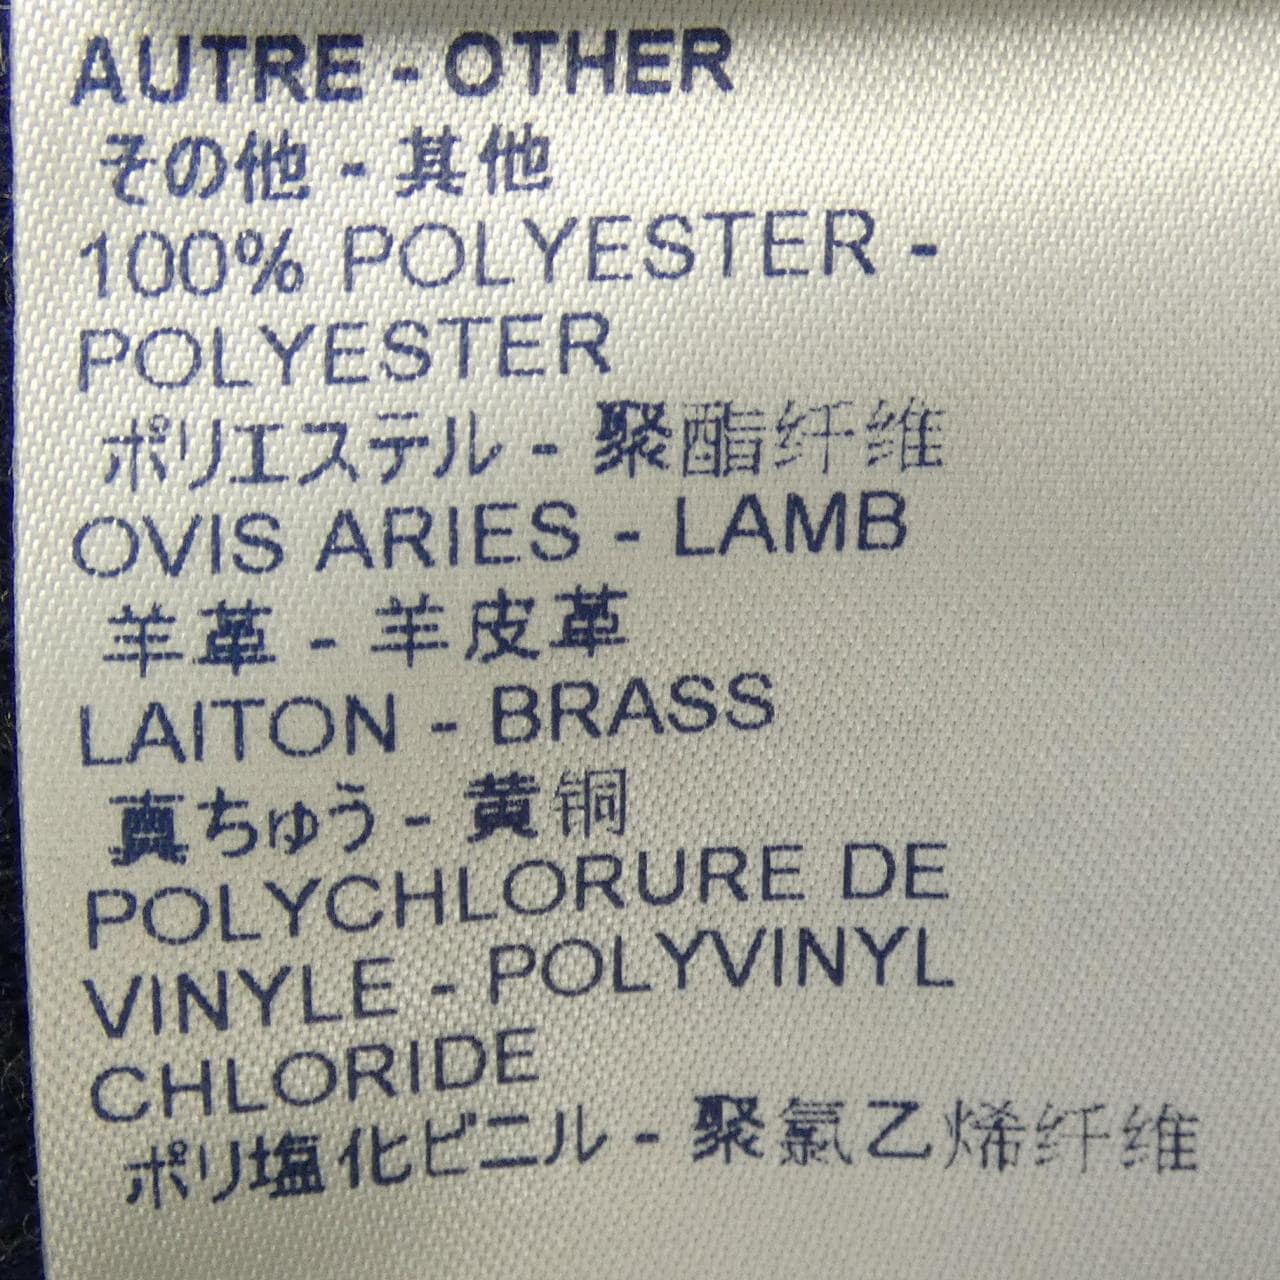 AUTRE - OTHER
その他 - 其他
100% POLYESTER -
POLYESTER
ポリエステル - 聚酯纤维
OVIS ARIES - LAMB
羊革 - 羊皮革
LAITON - BRASS
真ちゅう - 黄铜
POLYCHLORURE DE
VINYLE - POLYVINYL
CHLORIDE
ポリ塩化ビニル - 聚氯乙烯纤维